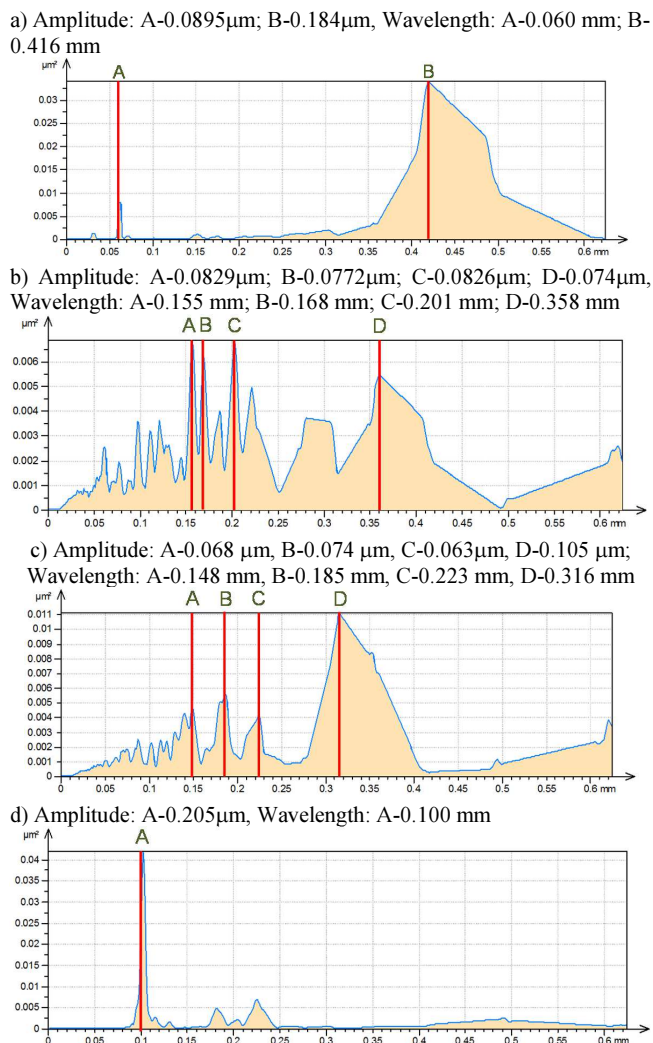 a) Amplitude: A-0.0895μm; B-0.184μm, Wavelength: A-0.060 mm; B-
0.416 mm
μm²
A
B
0.03
0.025
0.02
0.015
0.01
0.005
0
0 0.05 0.1 0.15 0.2 0.25 0.3 0.35 0.4 0.45 0.5 0.55 0.6 mm
b) Amplitude: A-0.0829μm; B-0.0772μm; C-0.0826μm; D-0.074μm,
Wavelength: A-0.155 mm; B-0.168 mm; C-0.201 mm; D-0.358 mm
μm²
A B C D
0.006
0.005
0.004
0.003
0.002
0.001
0
0 0.05 0.1 0.15 0.2 0.25 0.3 0.35 0.4 0.45 0.5 0.55 0.6 mm
c) Amplitude: A-0.068 μm, B-0.074 μm, C-0.063μm, D-0.105 μm;
Wavelength: A-0.148 mm, B-0.185 mm, C-0.223 mm, D-0.316 mm
μm²
A B C D
0.011
0.009
0.008
0.007
0.006
0.005
0.004
0.003
0.002
0.001
0
0 0.05 0.1 0.15 0.2 0.25 0.3 0.35 0.4 0.45 0.5 0.55 0.6 mm
d) Amplitude: A-0.205μm, Wavelength: A-0.100 mm
μm²
A
0.04
0.035
0.03
0.025
0.02
0.015
0.01
0.005
0
0 0.05 0.1 0.15 0.2 0.25 0.3 0.35 0.4 0.45 0.5 0.55 0.6 mm